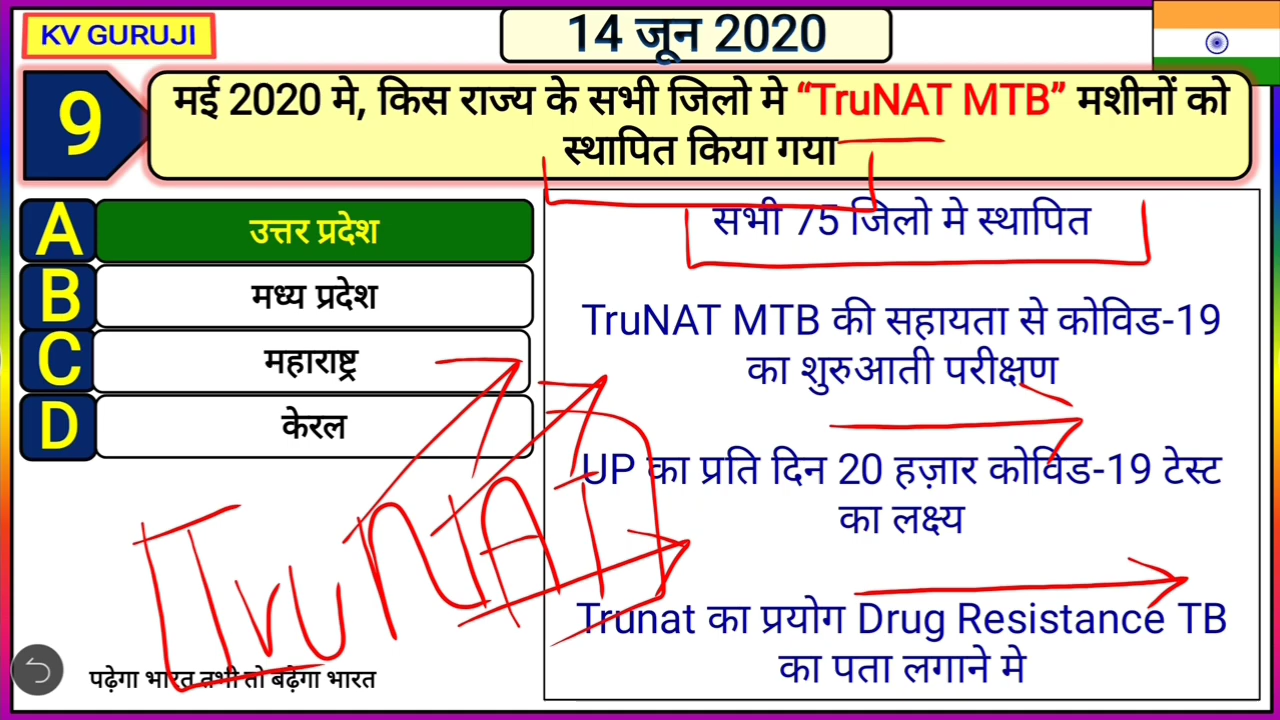 KV GURUJI
14 जून 2020
9
मई 2020 मे, किस राज्य के सभी जिलो मे “TruNAT MTB” मशीनों को
स्थापित किया गया
A
उत्तर प्रदेश
B
मध्य प्रदेश
C
महाराष्ट्र
D
केरल
सभी 75 जिलो मे स्थापित
TruNAT MTB की सहायता से कोविड-19
का शुरुआती परीक्षण
UP का प्रति दिन 20 हज़ार कोविड-19 टेस्ट
का लक्ष्य
Trunat का प्रयोग Drug Resistance TB
का पता लगाने मे
TruNAT
पढ़ेगा भारत तभी तो बढ़ेगा भारत